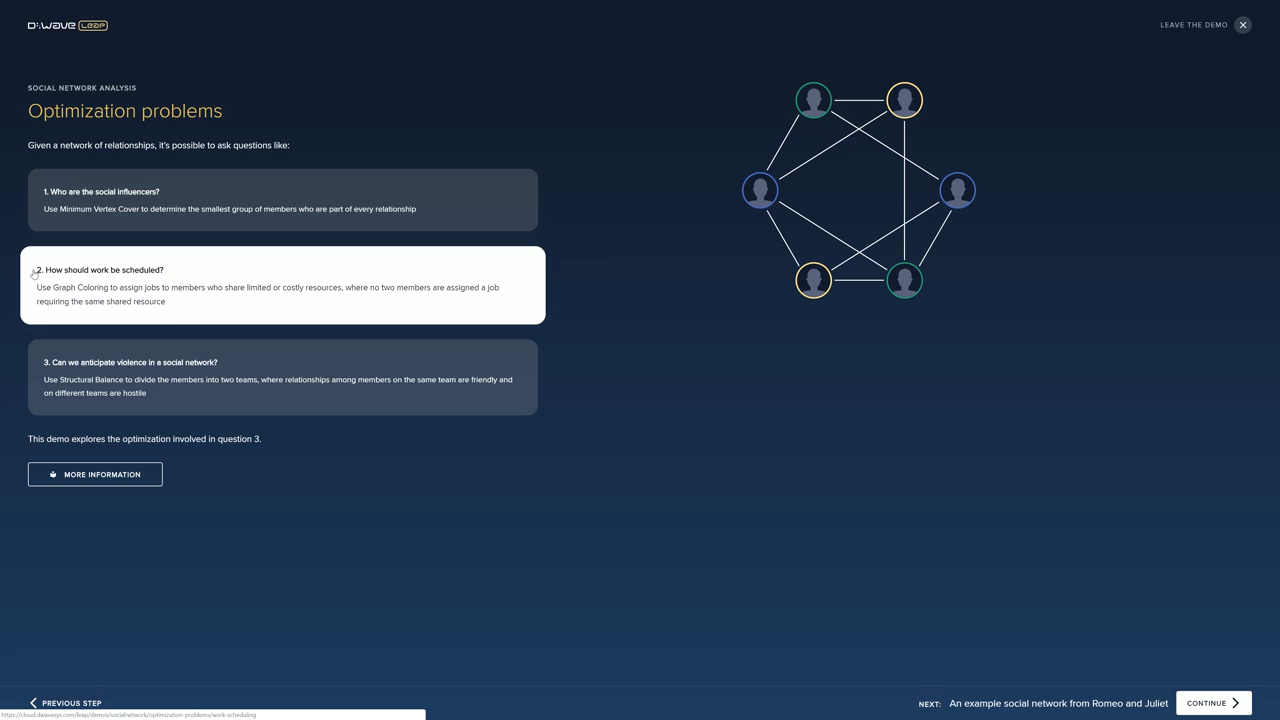 D:WAVE LEAP
LEAVE THE DEMO
SOCIAL NETWORK ANALYSIS
Optimization problems
Given a network of relationships, it's possible to ask questions like:
1. Who are the social influencers?
Use Minimum Vertex Cover to determine the smallest group of members who are part of every relationship
2. How should work be scheduled?
Use Graph Coloring to assign jobs to members who share limited or costly resources, where no two members are assigned a job
requiring the same shared resource
3. Can we anticipate violence in a social network?
Use Structural Balance to divide the members into two teams, where relationships among members on the same team are friendly and
on different teams are hostile
This demo explores the optimization involved in question 3.
MORE INFORMATION
PREVIOUS STEP
NEXT: An example social network from Romeo and Juliet
CONTINUE
https://cloud.dwavesys.com/leap/demos/socialnetwork/optimization-problems/work-scheduling